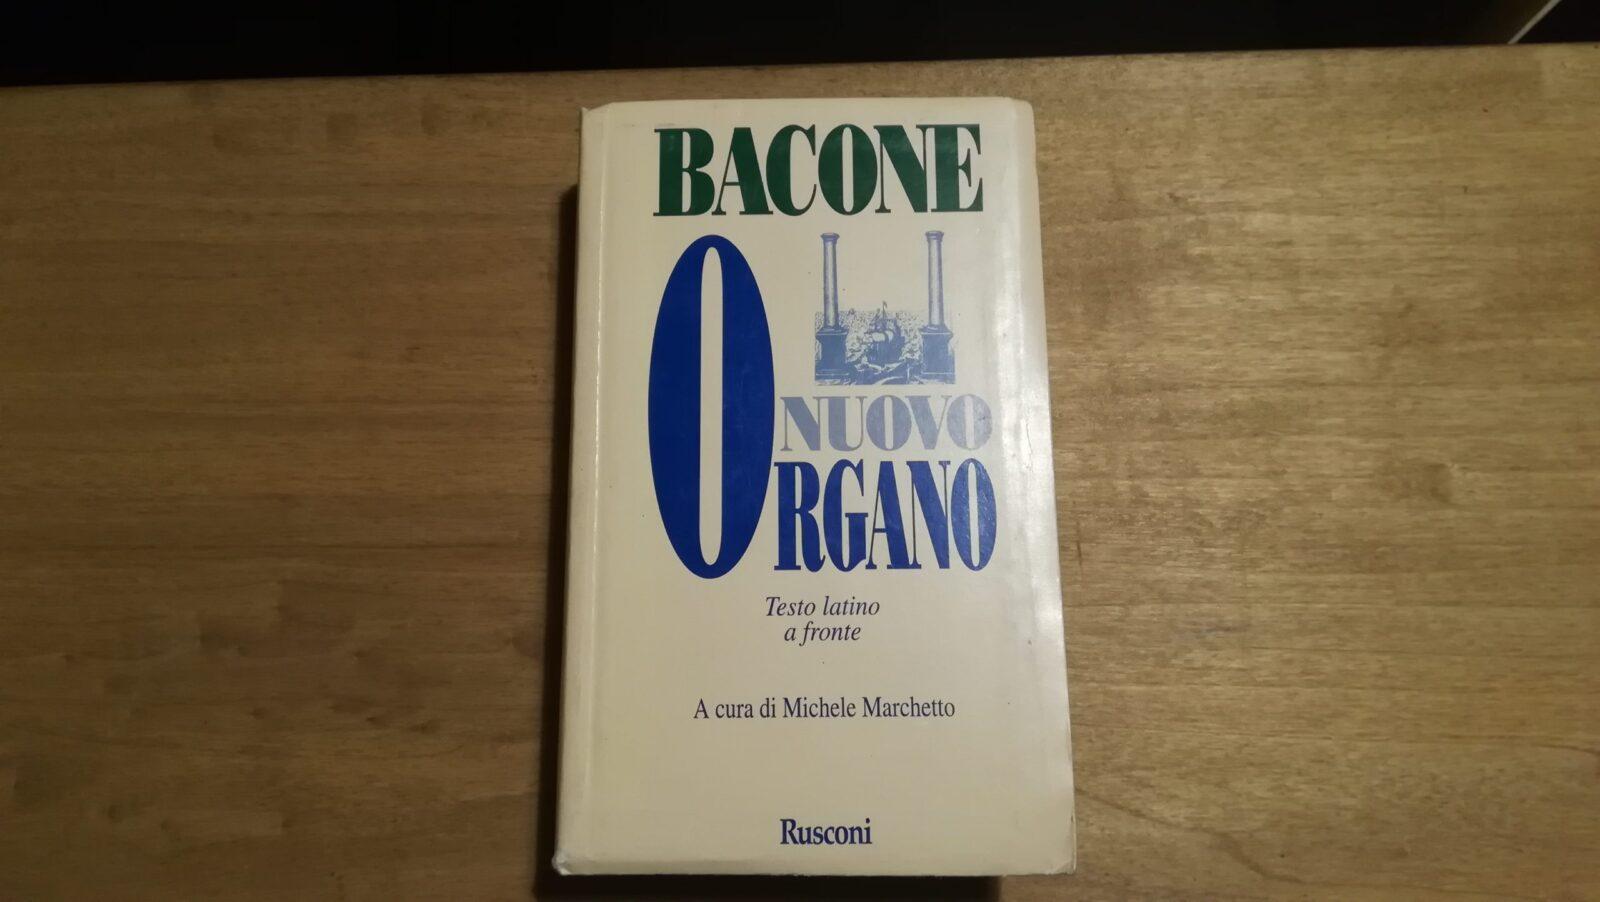 BACONE
NUOVO
ORGANO
Testo latino
a fronte
A cura di Michele Marchetto
Rusconi